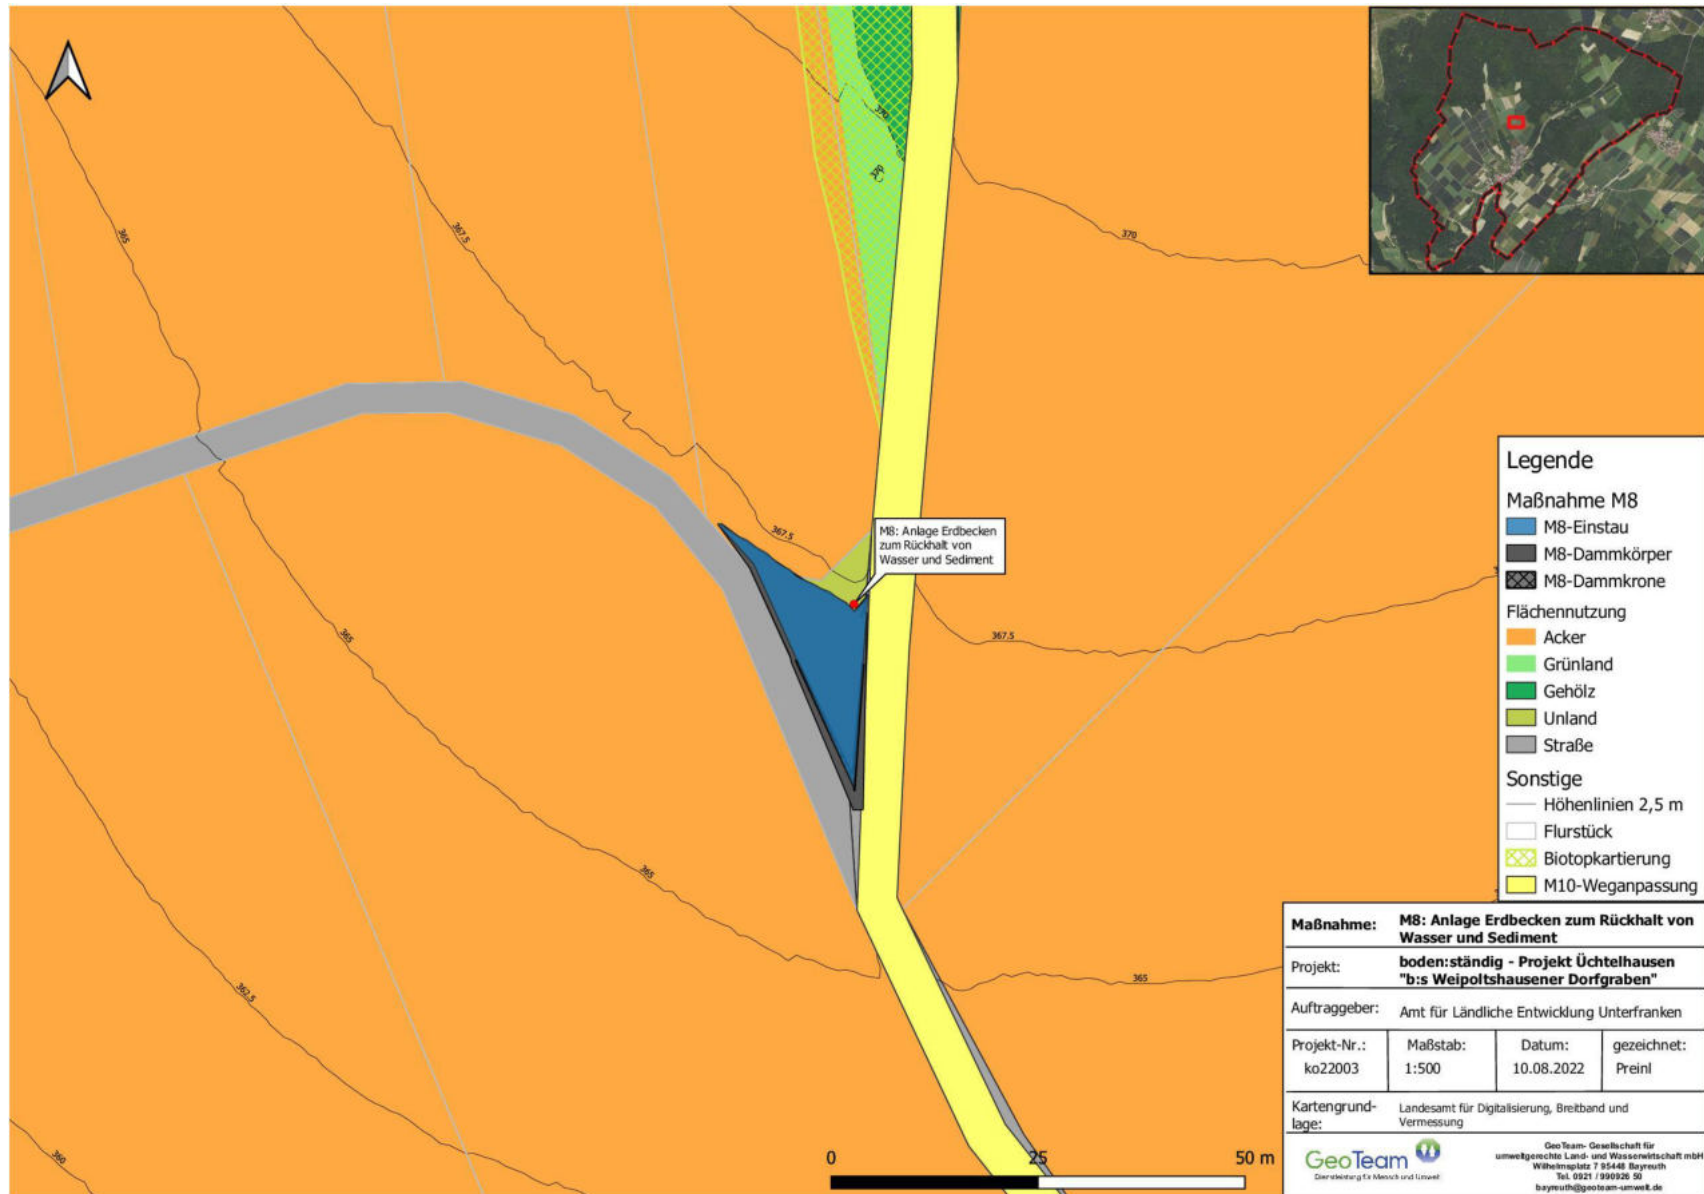 370
370
365
367.5
370
367.5
M8: Anlage Erdbecken
zum Rückhalt von
Wasser und Sediment
367.5
365
365
365
362.5
360
0 25 50 m
Legende
Maßnahme M8
M8-Einstau
M8-Dammkörper
M8-Dammkrone
Flächennutzung
Acker
Grünland
Gehölz
Unland
Straße
Sonstige
Höhenlinien 2,5 m
Flurstück
Biotopkartierung
M10-Weganpassung
Maßnahme: M8: Anlage Erdbecken zum Rückhalt von
Wasser und Sediment
Projekt: boden:ständig - Projekt Üchtelhausen
"b:s Weipoltshausener Dorfgraben"
Auftraggeber: Amt für Ländliche Entwicklung Unterfranken
Projekt-Nr.: Maßstab: Datum: gezeichnet:
ko22003 1:500 10.08.2022 Preinl
Kartengrund-
lage:
Landesamt für Digitalisierung, Breitband und
Vermessung
GeoTeam
Dienstleistung für Mensch und Umwelt
GeoTeam- Gesellschaft für
umweltgerechte Land- und Wasserwirtschaft mbH
Wilhelmsplatz 7 95448 Bayreuth
Tel. 0921 / 990926 50
bayreuth@geoteam-umwelt.de